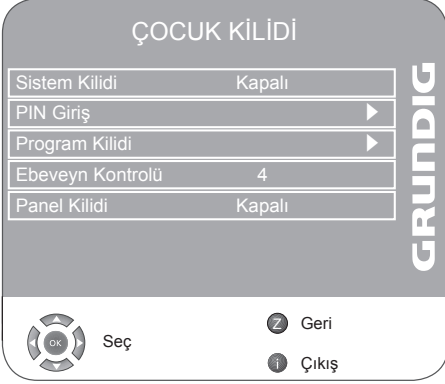 ÇOCUK KİLİDİ
Sistem Kilidi Kapalı
PIN Giriş
Program Kilidi
Ebeveyn Kontrolü 4
Panel Kilidi Kapalı
GRUNDIG
OK Seç
Z Geri
i Çıkış